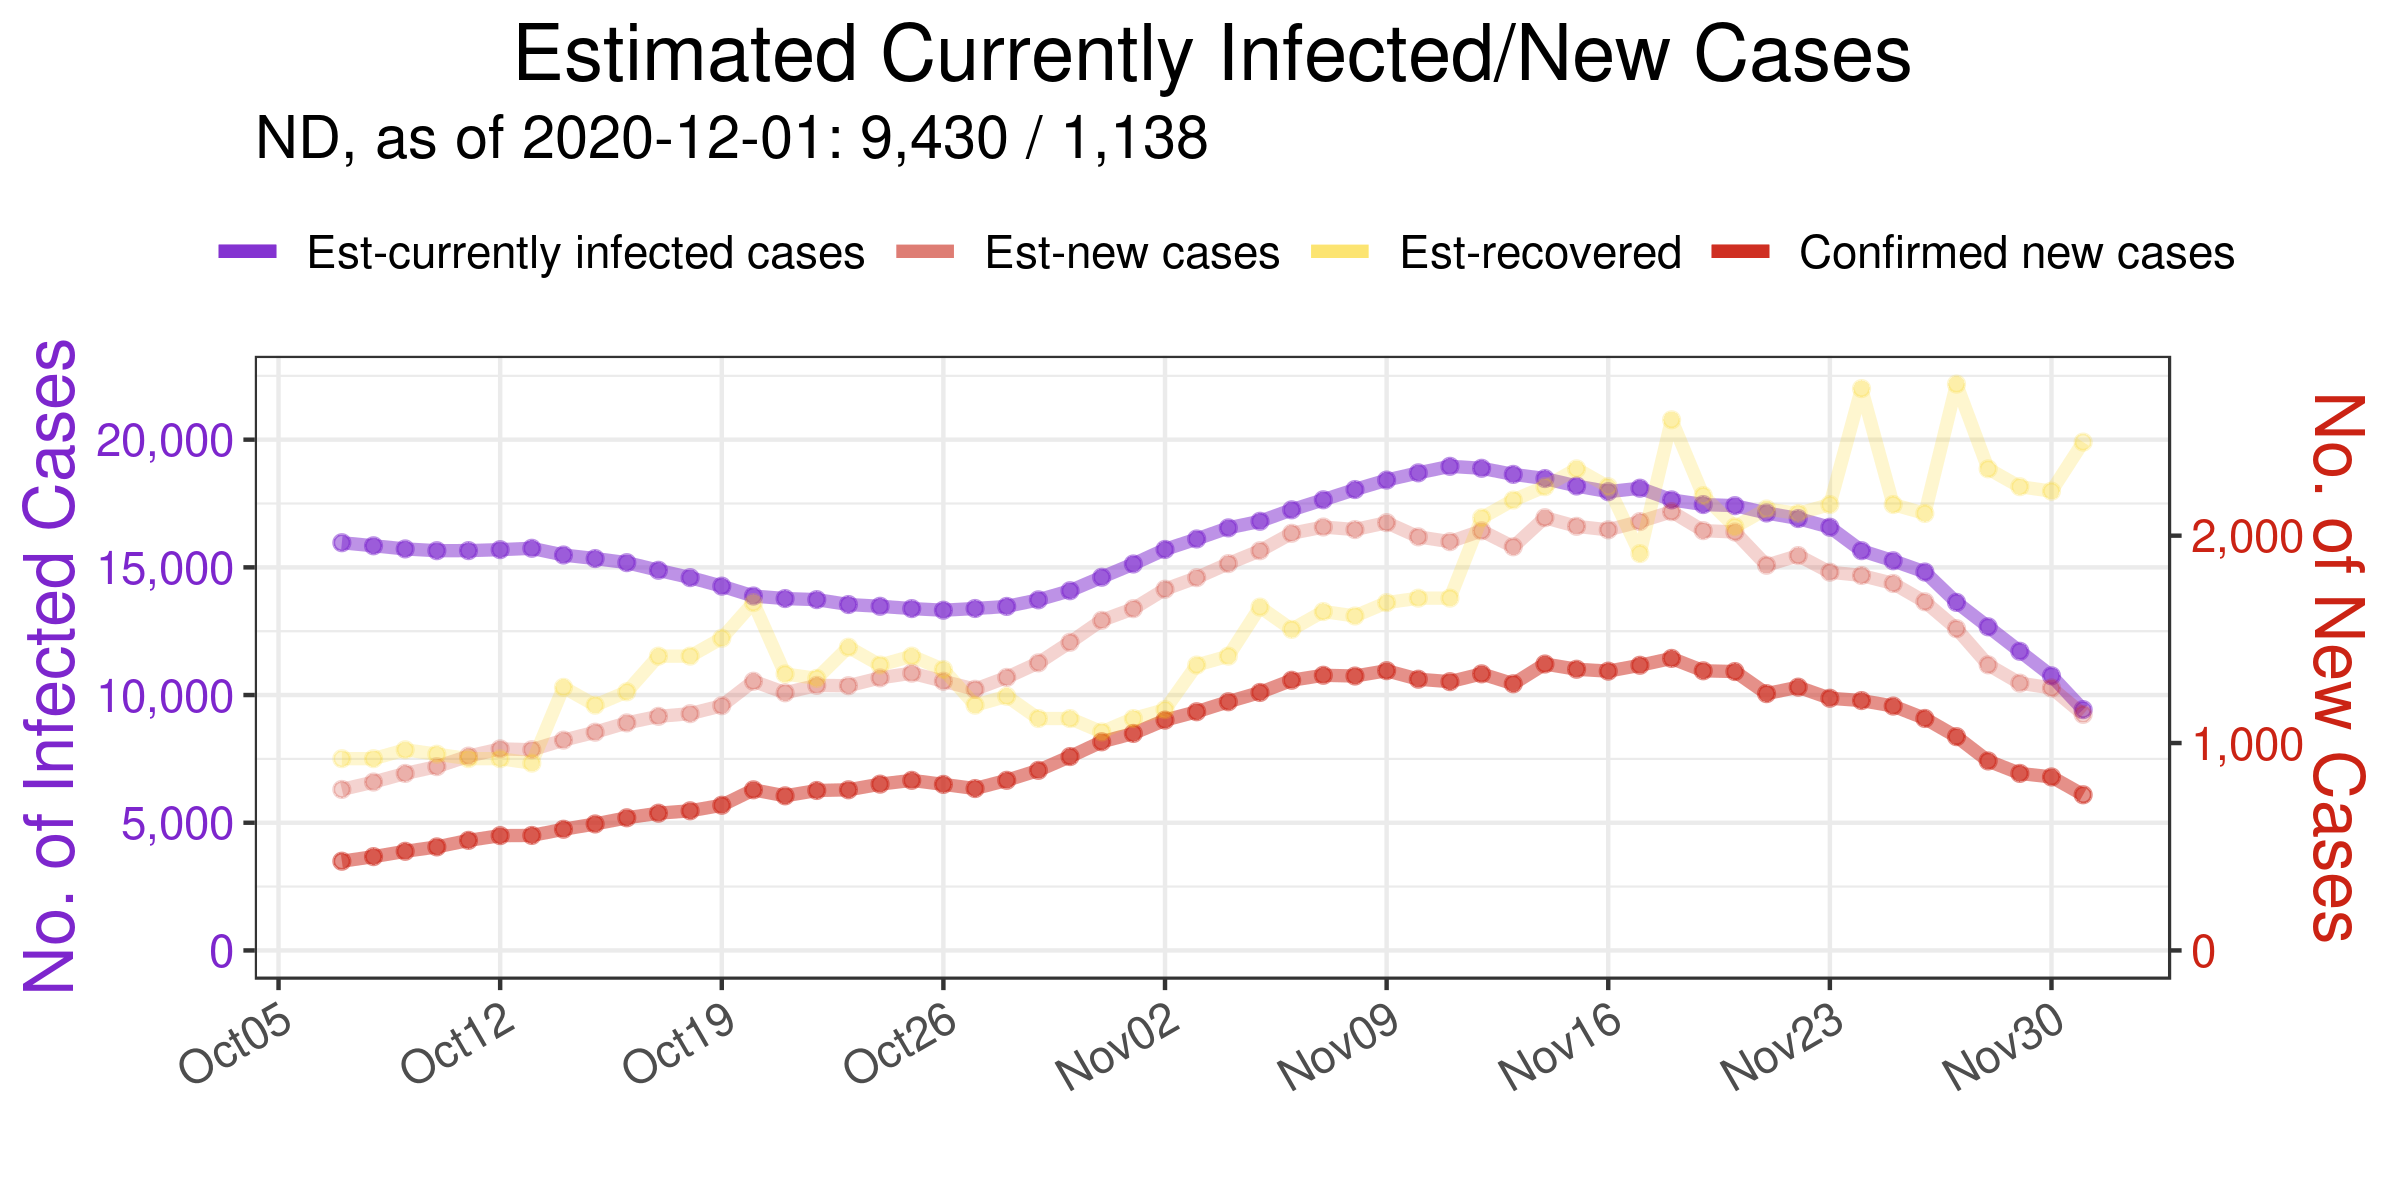 Estimated Currently Infected/New Cases
ND, as of 2020-12-01: 9,430 / 1,138
Est-currently infected cases Est-new cases Est-recovered Confirmed new cases
No. of Infected Cases
20,000
15,000
10,000
5,000
0
2,000
1,000
0
No. of New Cases
Oct05 Oct12 Oct19 Oct26 Nov02 Nov09 Nov16 Nov23 Nov30